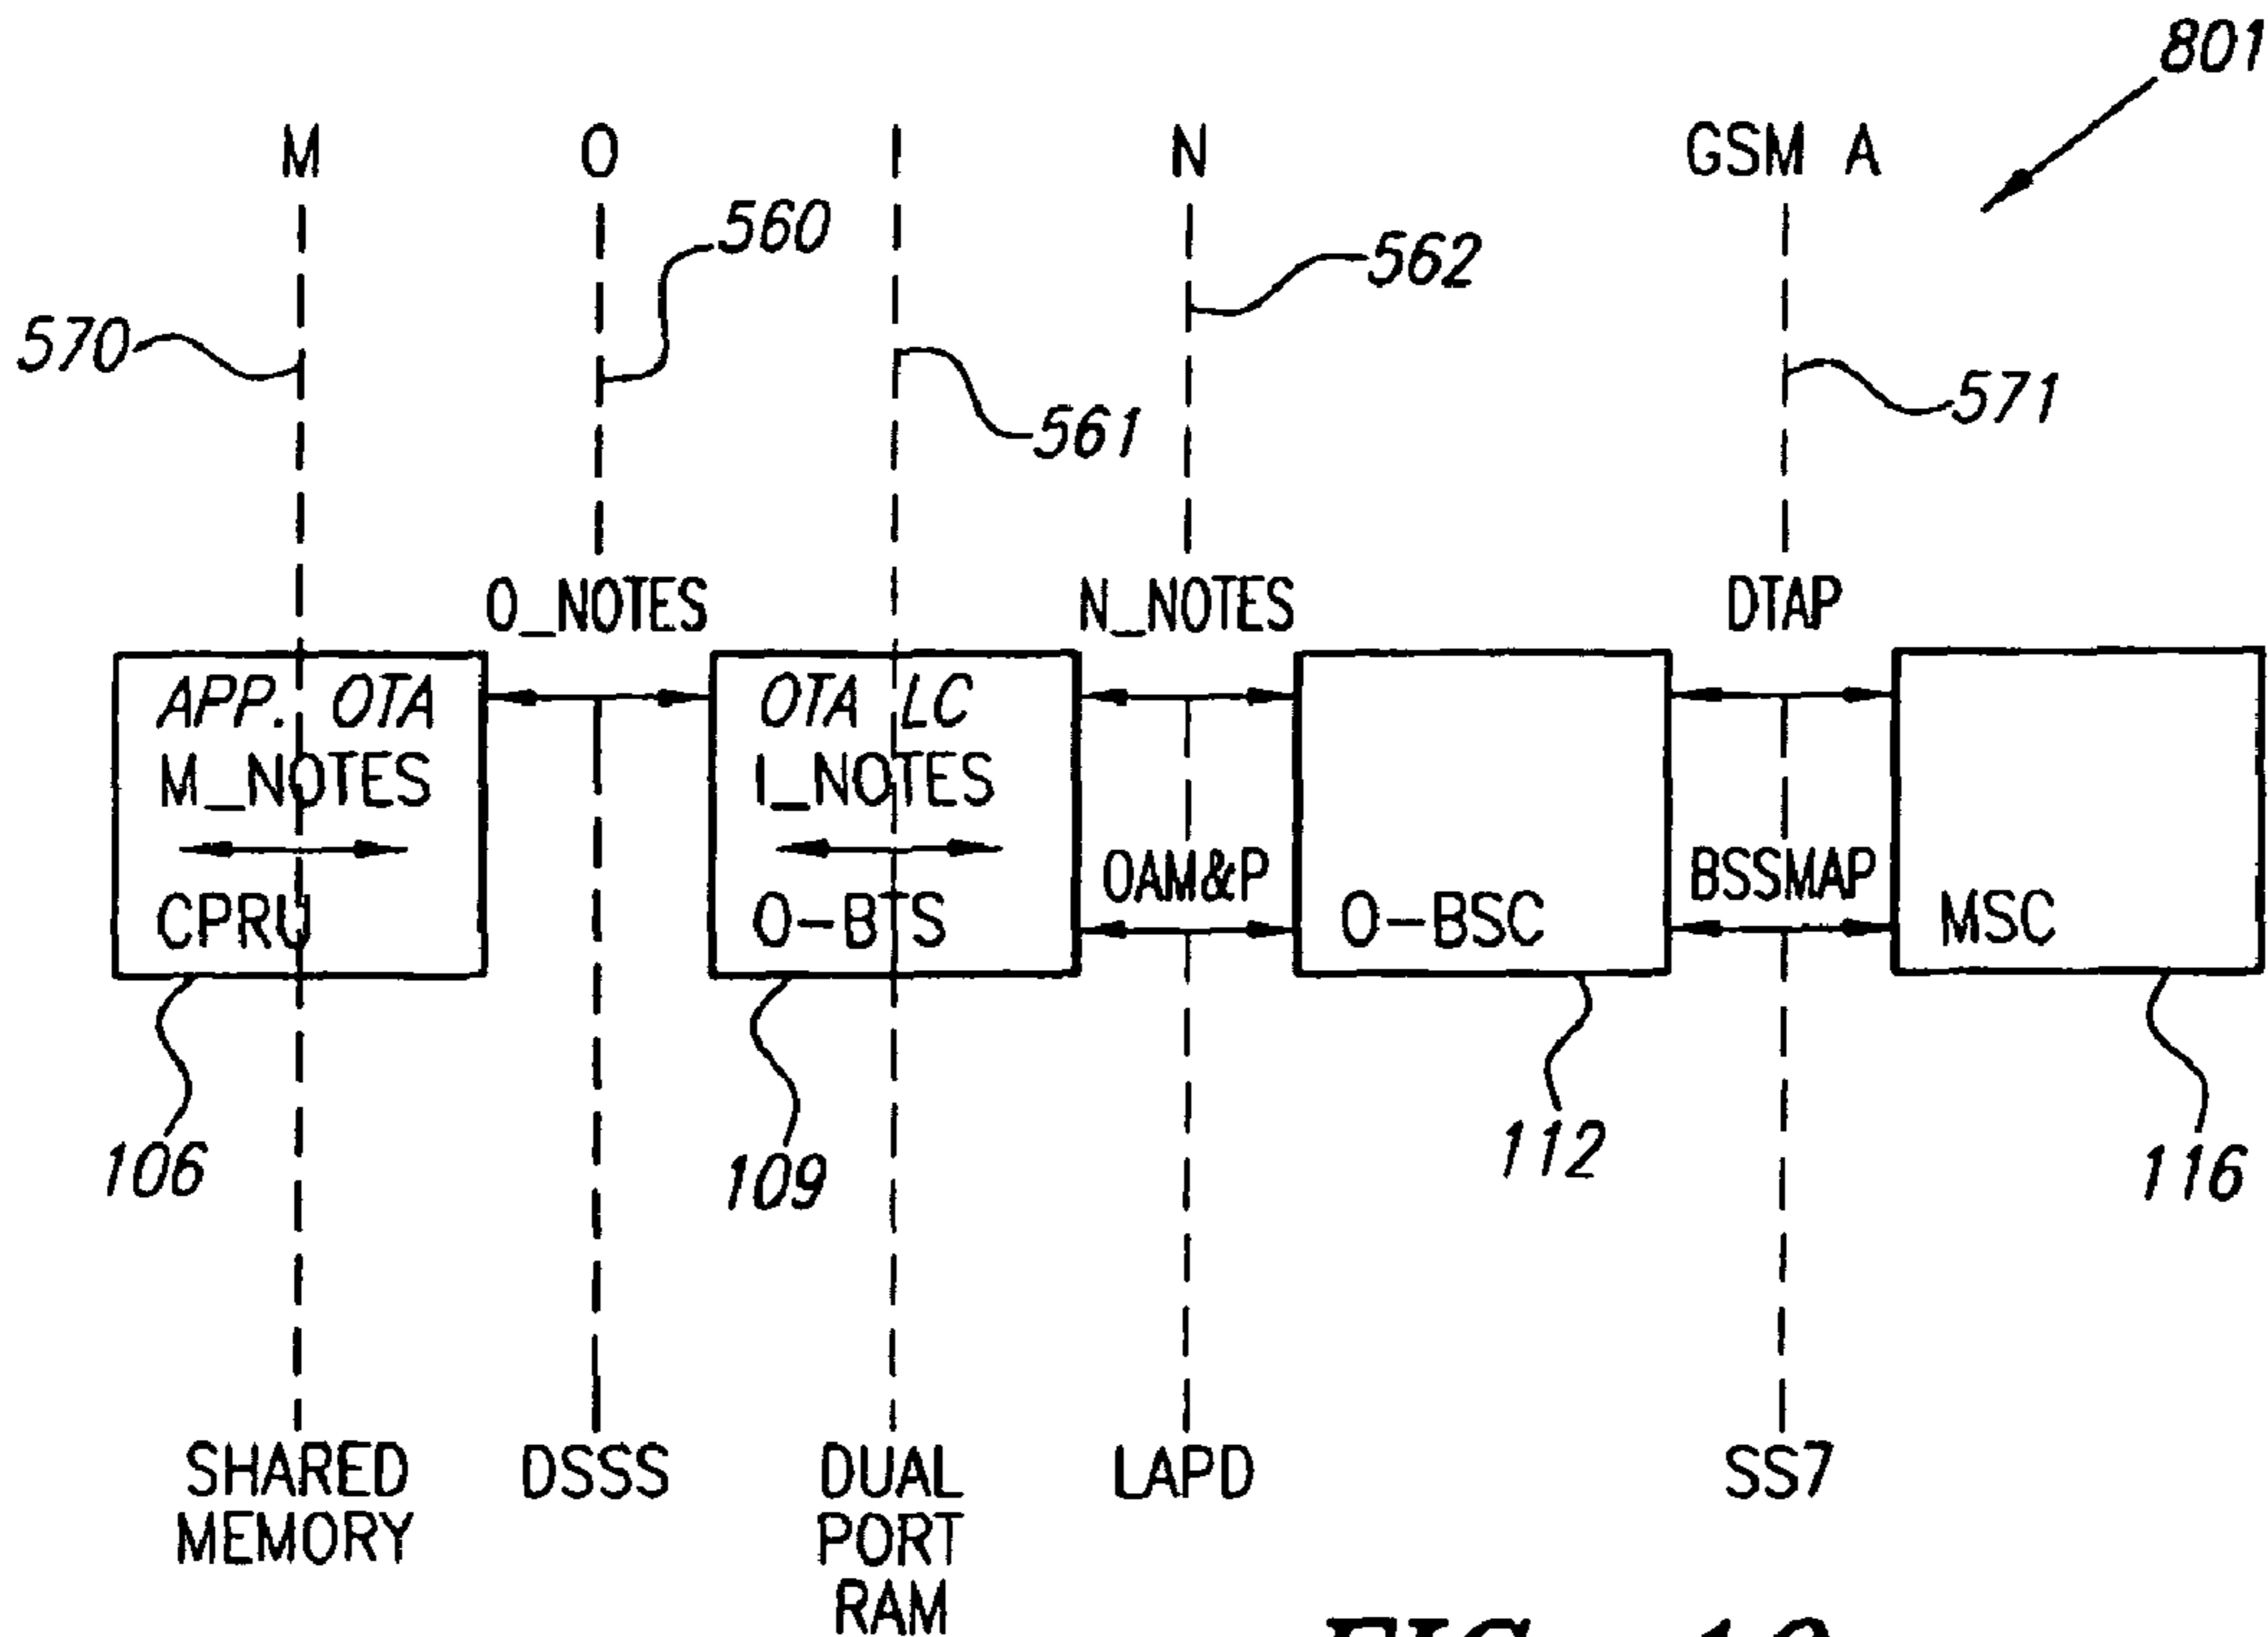 801
M O I N GSM A
560
562
570
561
571
O_NOTES N_NOTES DTAP
APP. OTA OTA LC
M_NOTES I_NOTES
OAM&P BSSMAP
CPRU O-BTS O-BSC MSC
106 109 112 116
SHARED MEMORY
DSSS
DUAL PORT RAM
LAPD
SS7